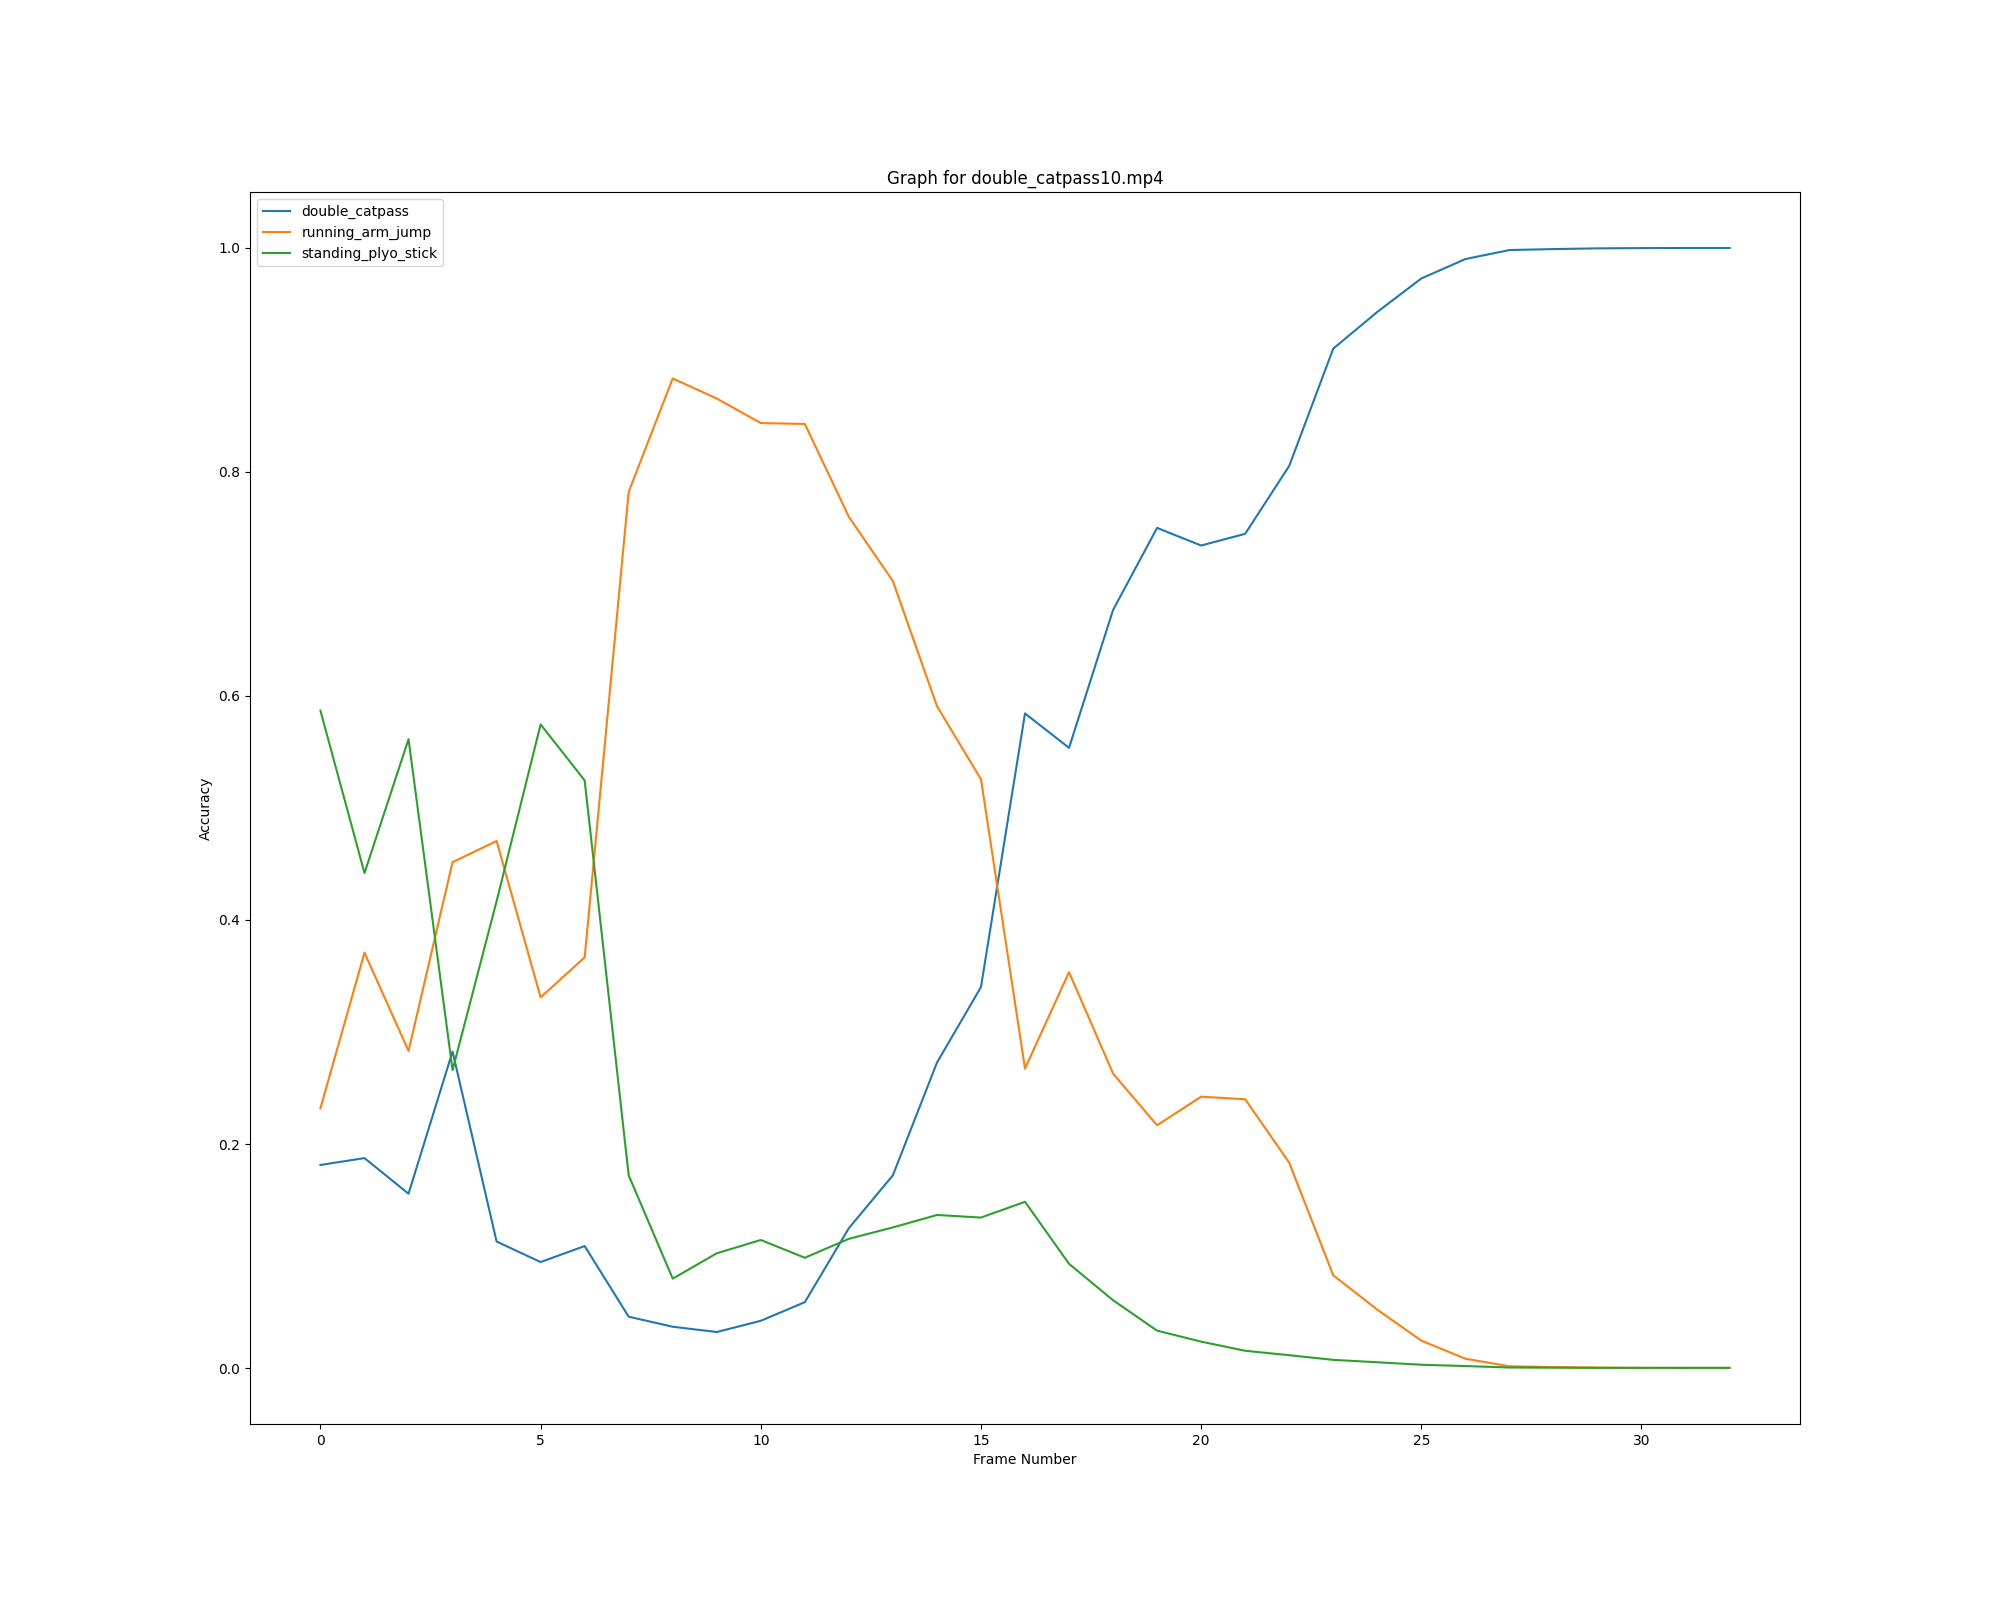 Graph for double_catpass10.mp4
double_catpass
running_arm_jump
standing_plyo_stick
1.0
0.8
0.6
0.4
0.2
0.0
Accuracy
0 5 10 15 20 25 30
Frame Number